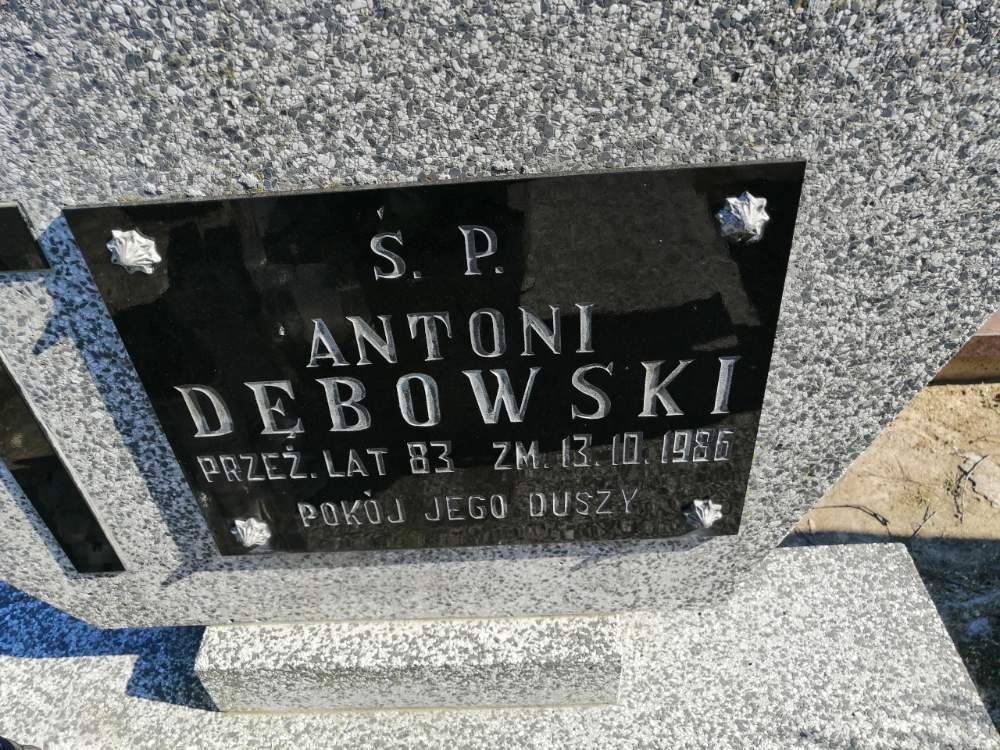 Ś. P.
ANTONI
DĘBOWSKI
PRZEŻ. LAT 83 ZM. 13. 10. 1986
POKÓJ JEGO DUSZY